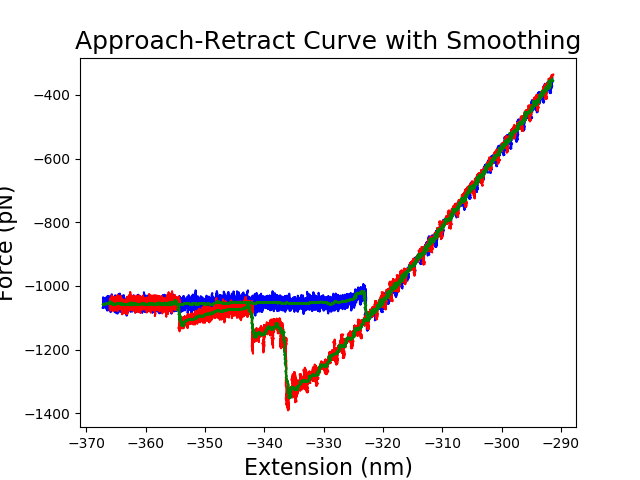 Approach-Retract Curve with Smoothing
Force (pN)
−400
−600
−800
−1000
−1200
−1400
−370 −360 −350 −340 −330 −320 −310 −300 −290
Extension (nm)